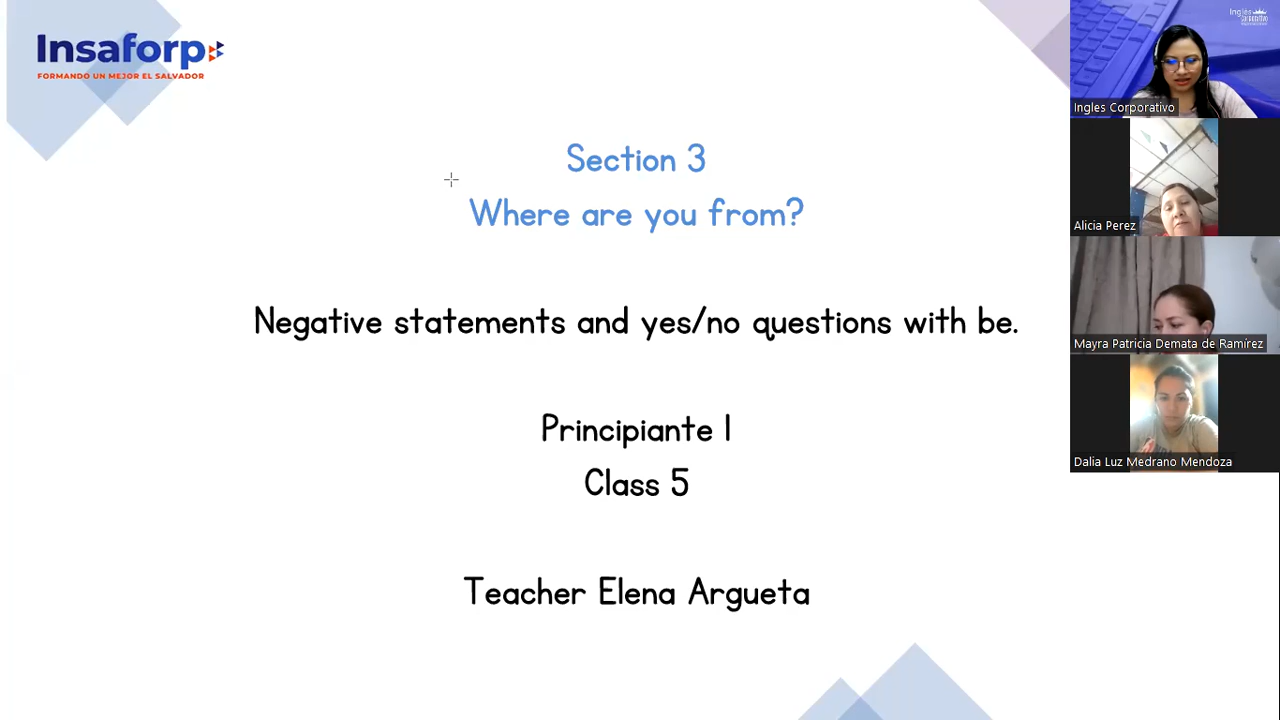 Insaforp
FORMANDO UN MEJOR EL SALVADOR
Section 3
Where are you from?
Negative statements and yes/no questions with be.
Principiante 1
Class 5
Teacher Elena Argueta
Ingles Corporativo
Alicia Perez
Mayra Patricia Demata de Ramírez
Dalia Luz Medrano Mendoza